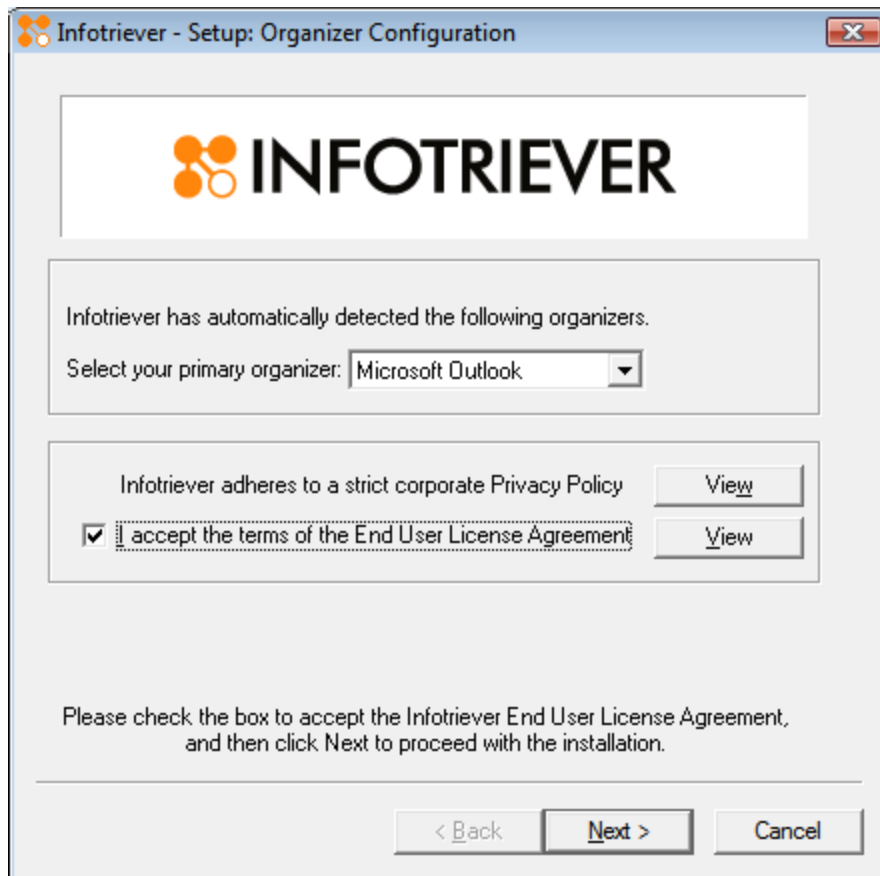 Infotriever - Setup: Organizer Configuration
INFOTRIEVER
Infotriever has automatically detected the following organizers.
Select your primary organizer: Microsoft Outlook
Infotriever adheres to a strict corporate Privacy Policy View
I accept the terms of the End User License Agreement View
Please check the box to accept the Infotriever End User License Agreement,
and then click Next to proceed with the installation.
< Back Next > Cancel